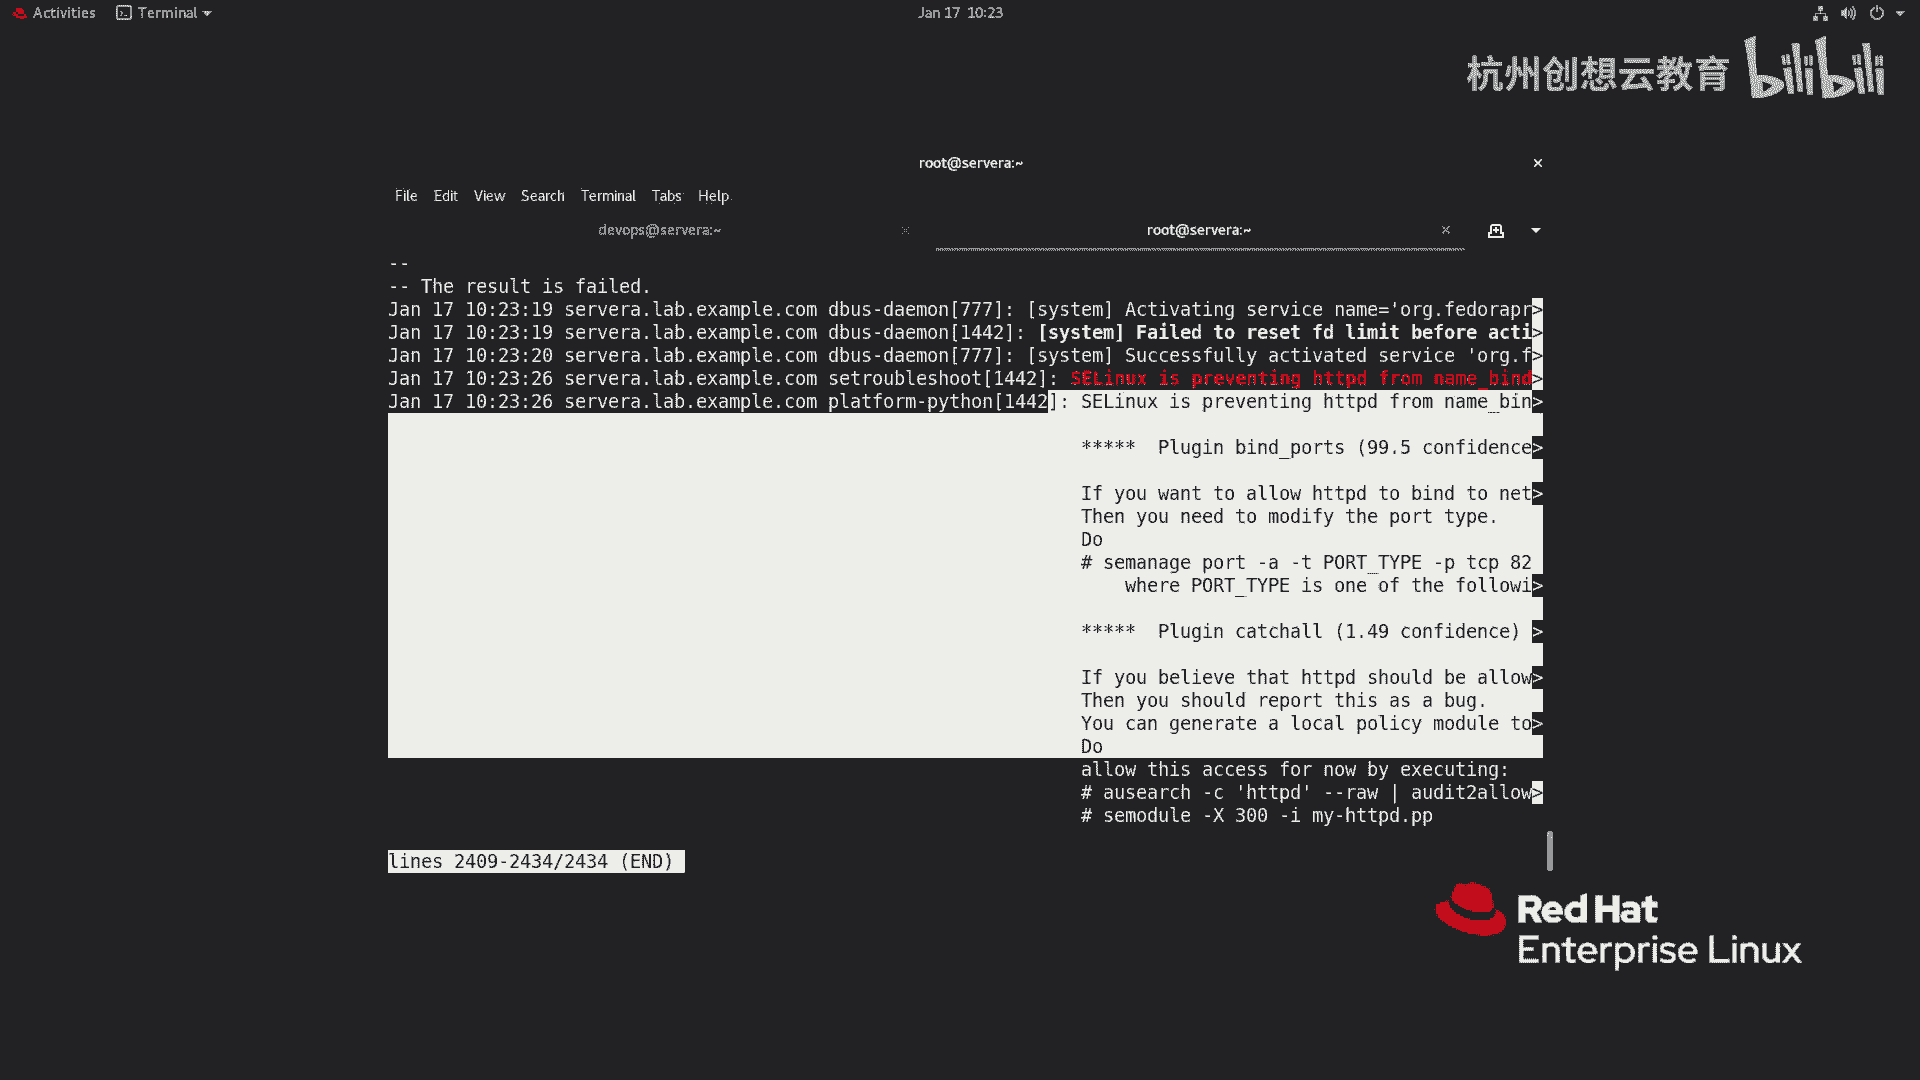 Activities Terminal Jan 17 10:23
杭州创想云教育 bilibili
root@servera:~
File Edit View Search Terminal Tabs Help
devops@servera:~ root@servera:~
--
-- The result is failed.
Jan 17 10:23:19 servera.lab.example.com dbus-daemon[777]: [system] Activating service name='org.fedorapr>
Jan 17 10:23:19 servera.lab.example.com dbus-daemon[1442]: [system] Failed to reset fd limit before acti>
Jan 17 10:23:20 servera.lab.example.com dbus-daemon[777]: [system] Successfully activated service 'org.f>
Jan 17 10:23:26 servera.lab.example.com setroubleshoot[1442]: SELinux is preventing httpd from name_bind>
Jan 17 10:23:26 servera.lab.example.com platform-python[1442]: SELinux is preventing httpd from name_bin>
***** Plugin bind_ports (99.5 confidence>
If you want to allow httpd to bind to net>
Then you need to modify the port type.
Do
# semanage port -a -t PORT_TYPE -p tcp 82
where PORT_TYPE is one of the followi>
***** Plugin catchall (1.49 confidence) >
If you believe that httpd should be allow>
Then you should report this as a bug.
You can generate a local policy module to>
Do
allow this access for now by executing:
# ausearch -c 'httpd' --raw | audit2allow>
# semodule -X 300 -i my-httpd.pp
lines 2409-2434/2434 (END)
Red Hat
Enterprise Linux